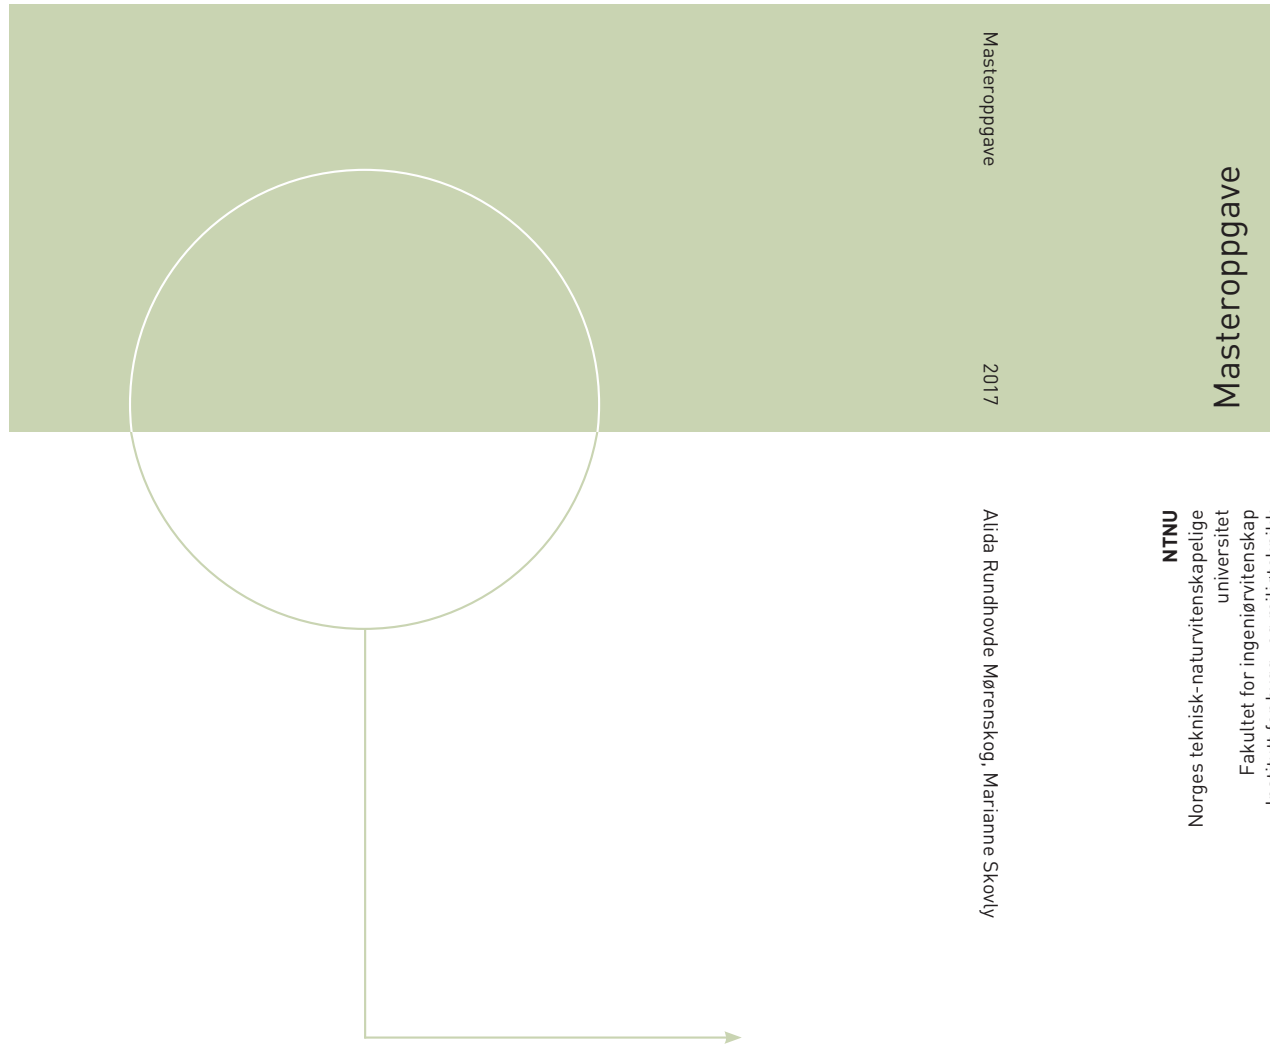 Masteroppgave
2017
Alida Rundhovde Mørenskog, Marianne Skovly
Masteroppgave
NTNU
Norges teknisk-naturvitenskapelige
universitet
Fakultet for ingeniørvitenskap